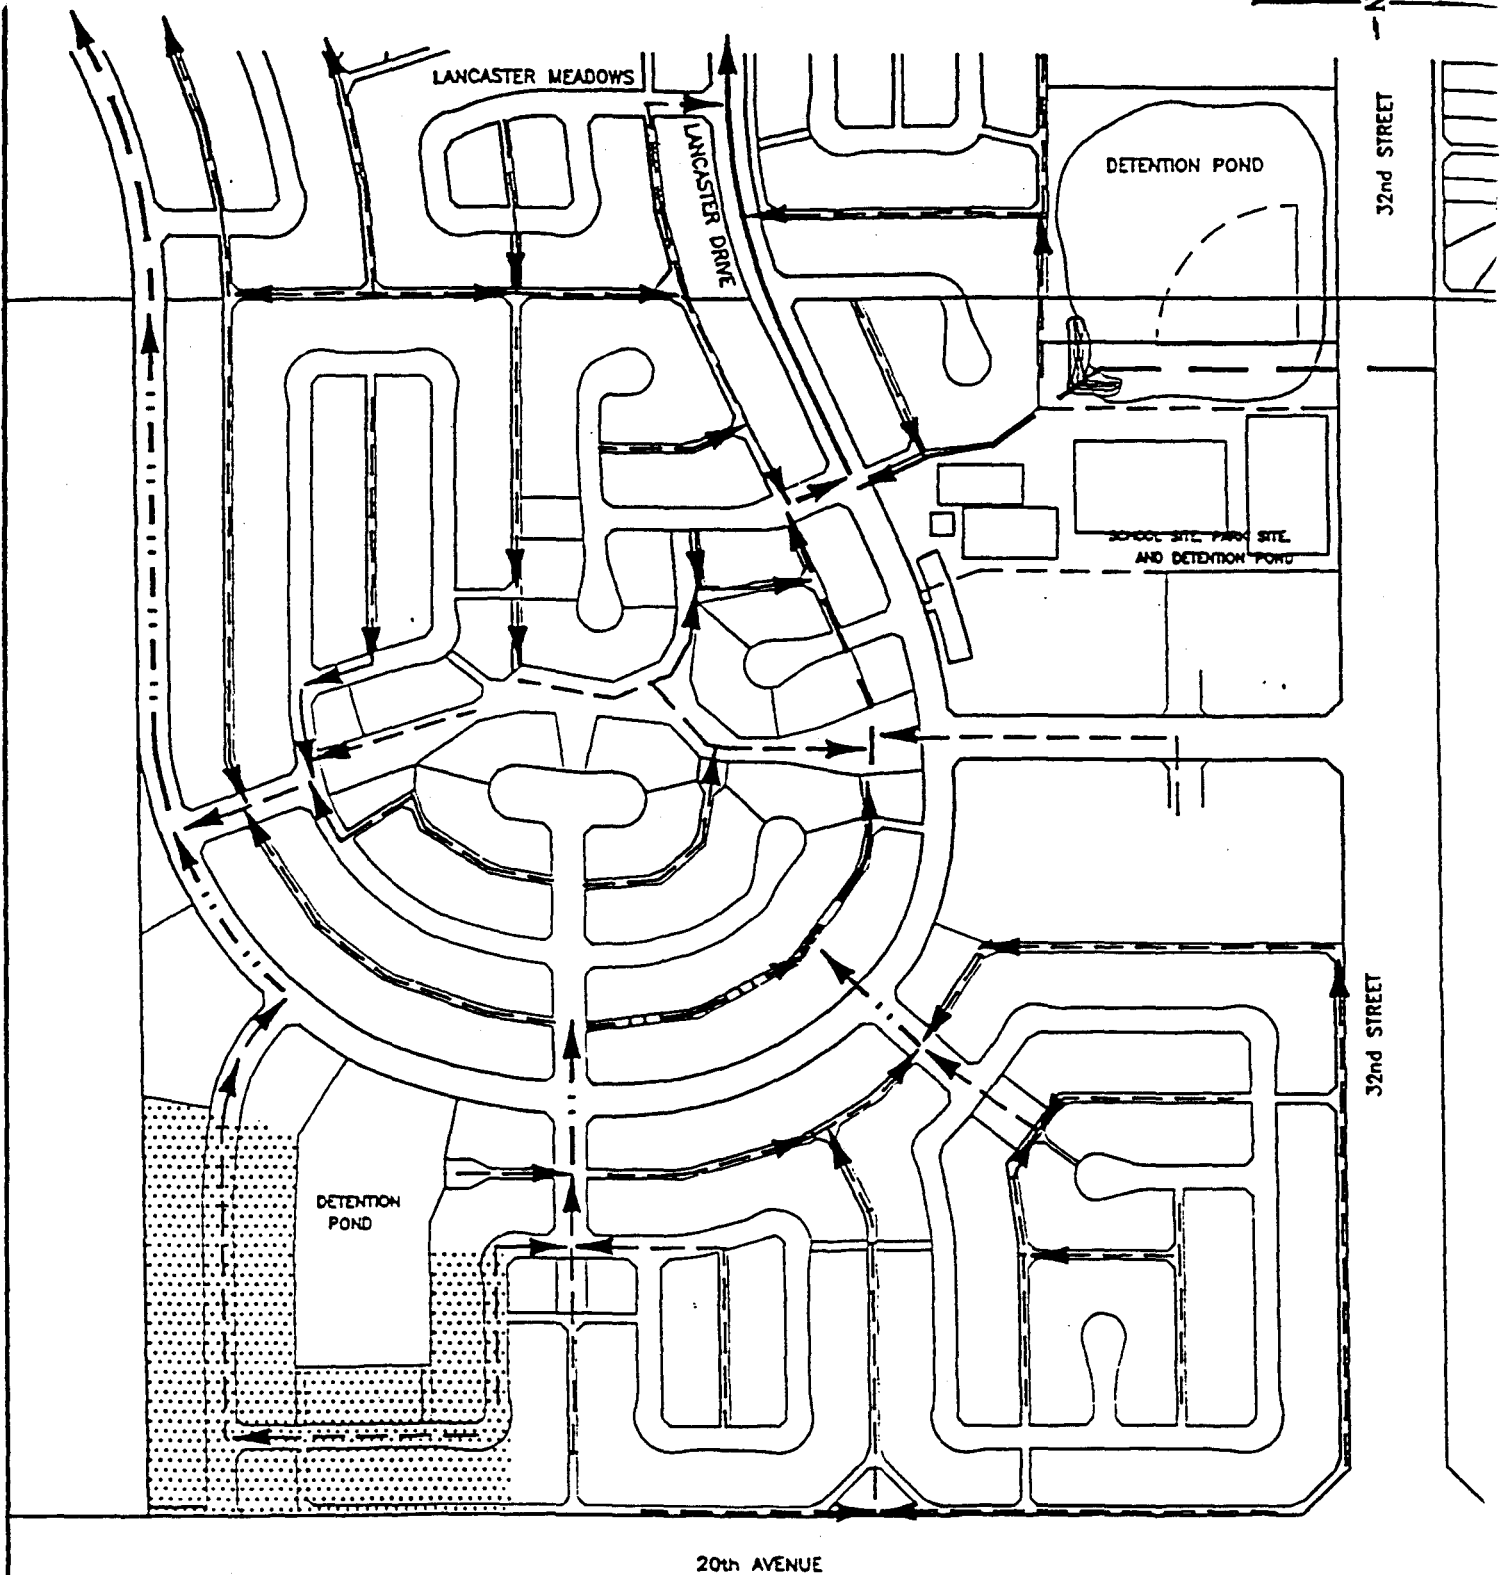 N
LANCASTER MEADOWS
LANCASTER DRIVE
DETENTION POND
32nd STREET
SCHOOL SITE, PARK SITE,
AND DETENTION POND
32nd STREET
DETENTION
POND
20th AVENUE